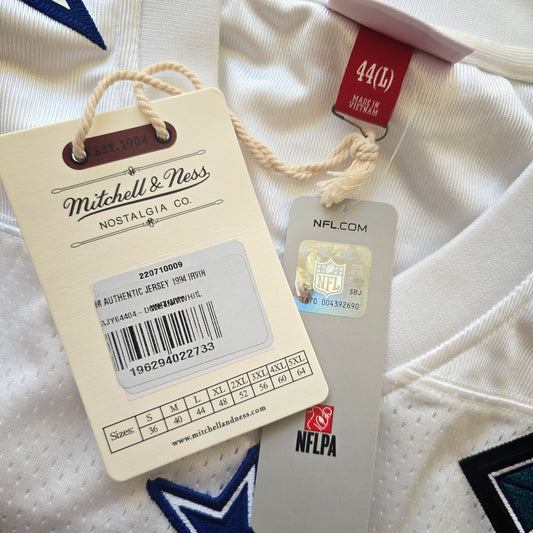 44(L)
MADE IN
VIETNAM
EST.1904
Mitchell & Ness
NOSTALGIA CO.
220710009
M AUTHENTIC JERSEY 1994 IRVIN
196294022733
S M L XL 2XL 3XL 4XL 5XL
Sizes: 36 40 44 48 52 56 60 64
www.mitchellandness.com
NFL.COM
NFL
SBJ
004392690
NFLPA